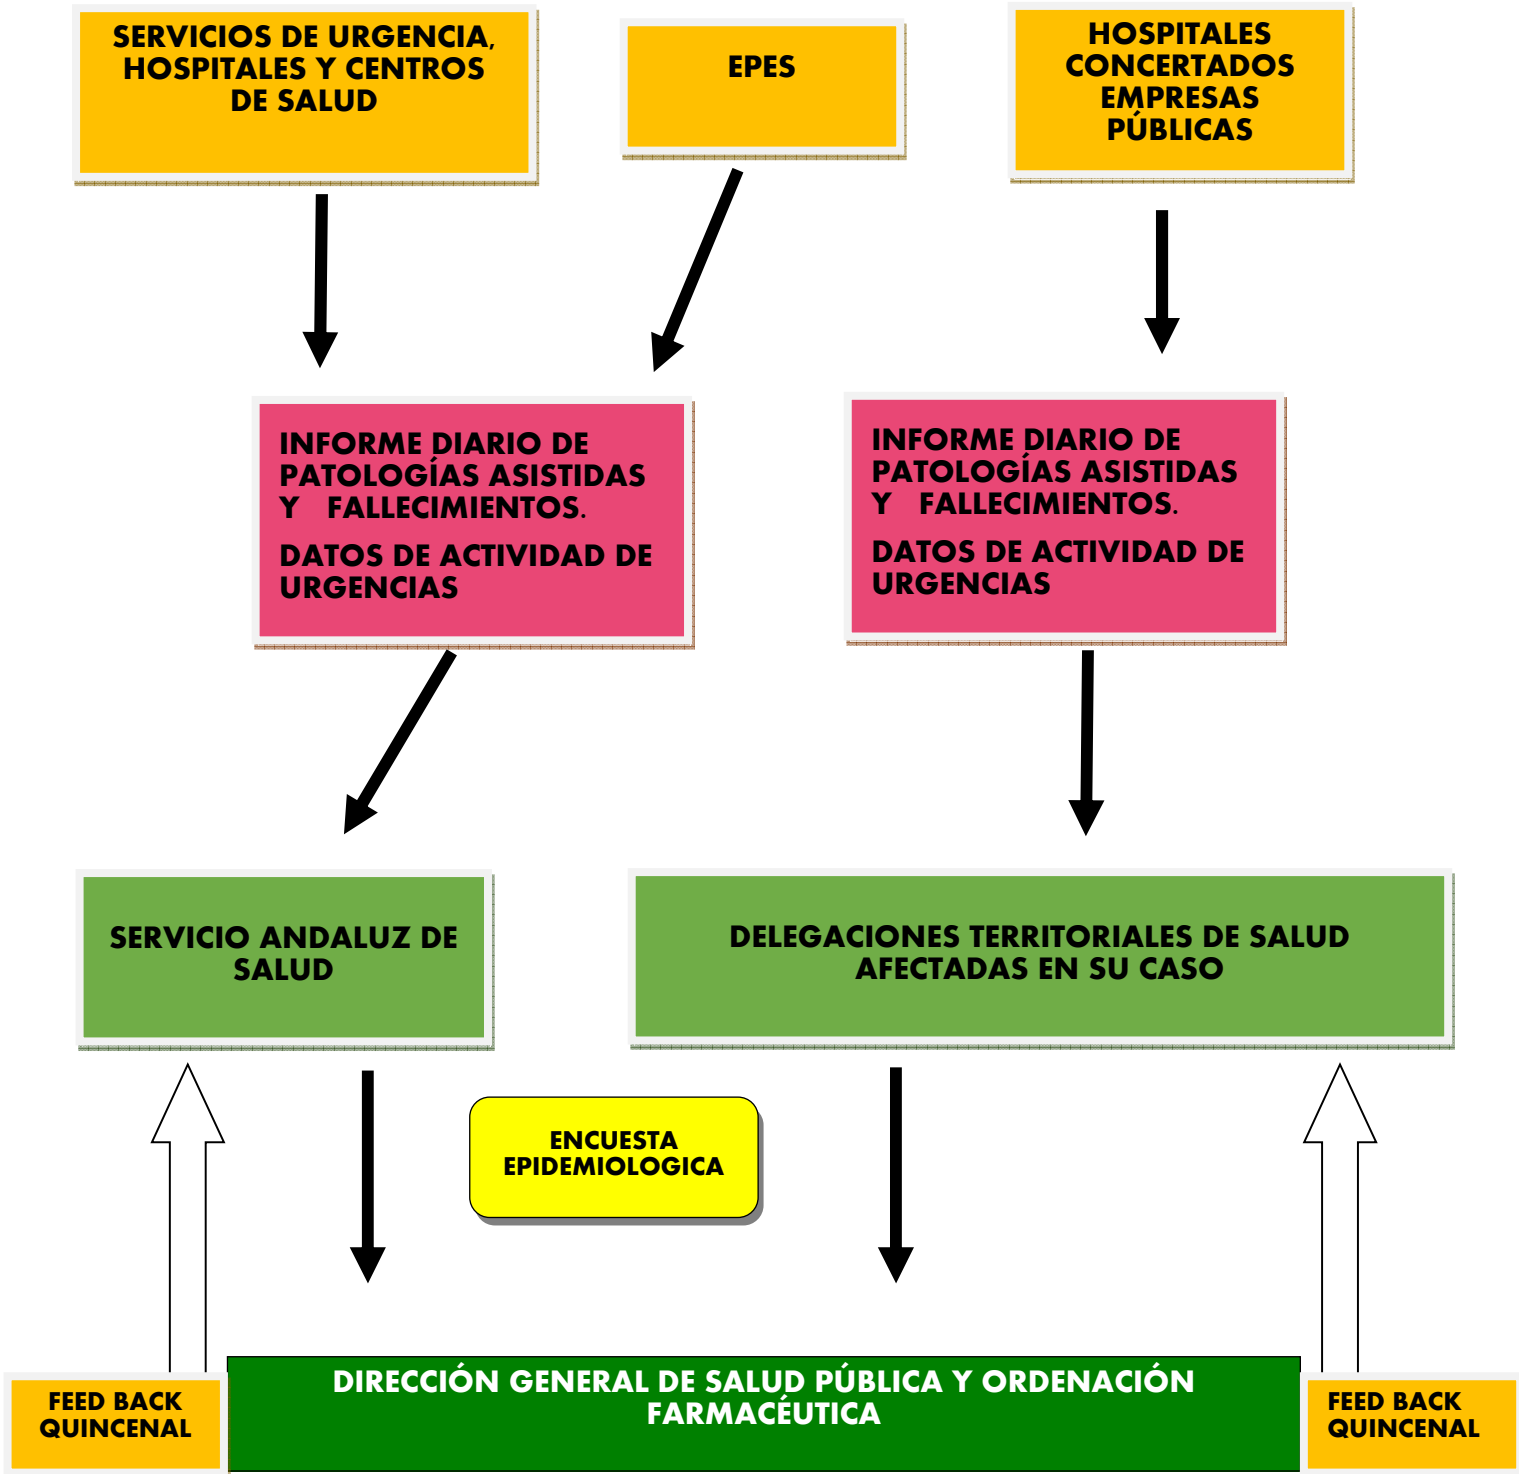 SERVICIOS DE URGENCIA,
HOSPITALES Y CENTROS
DE SALUD
EPES
HOSPITALES
CONCERTADOS
EMPRESAS
PÚBLICAS
INFORME DIARIO DE
PATOLOGÍAS ASISTIDAS
Y FALLECIMIENTOS.
DATOS DE ACTIVIDAD DE
URGENCIAS
INFORME DIARIO DE
PATOLOGÍAS ASISTIDAS
Y FALLECIMIENTOS.
DATOS DE ACTIVIDAD DE
URGENCIAS
SERVICIO ANDALUZ DE
SALUD
DELEGACIONES TERRITORIALES DE SALUD
AFECTADAS EN SU CASO
ENCUESTA
EPIDEMIOLOGICA
FEED BACK
QUINCENAL
DIRECCIÓN GENERAL DE SALUD PÚBLICA Y ORDENACIÓN
FARMACÉUTICA
FEED BACK
QUINCENAL